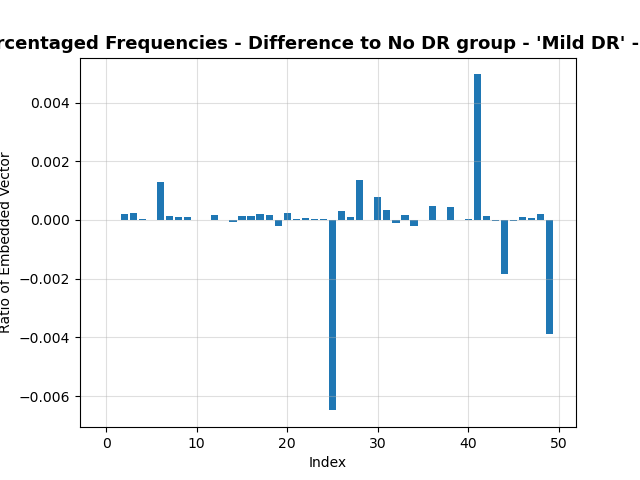 rcentaged Frequencies - Difference to No DR group - 'Mild DR' -
0.004
0.002
0.000
−0.002
−0.004
−0.006
Ratio of Embedded Vector
0 10 20 30 40 50
Index